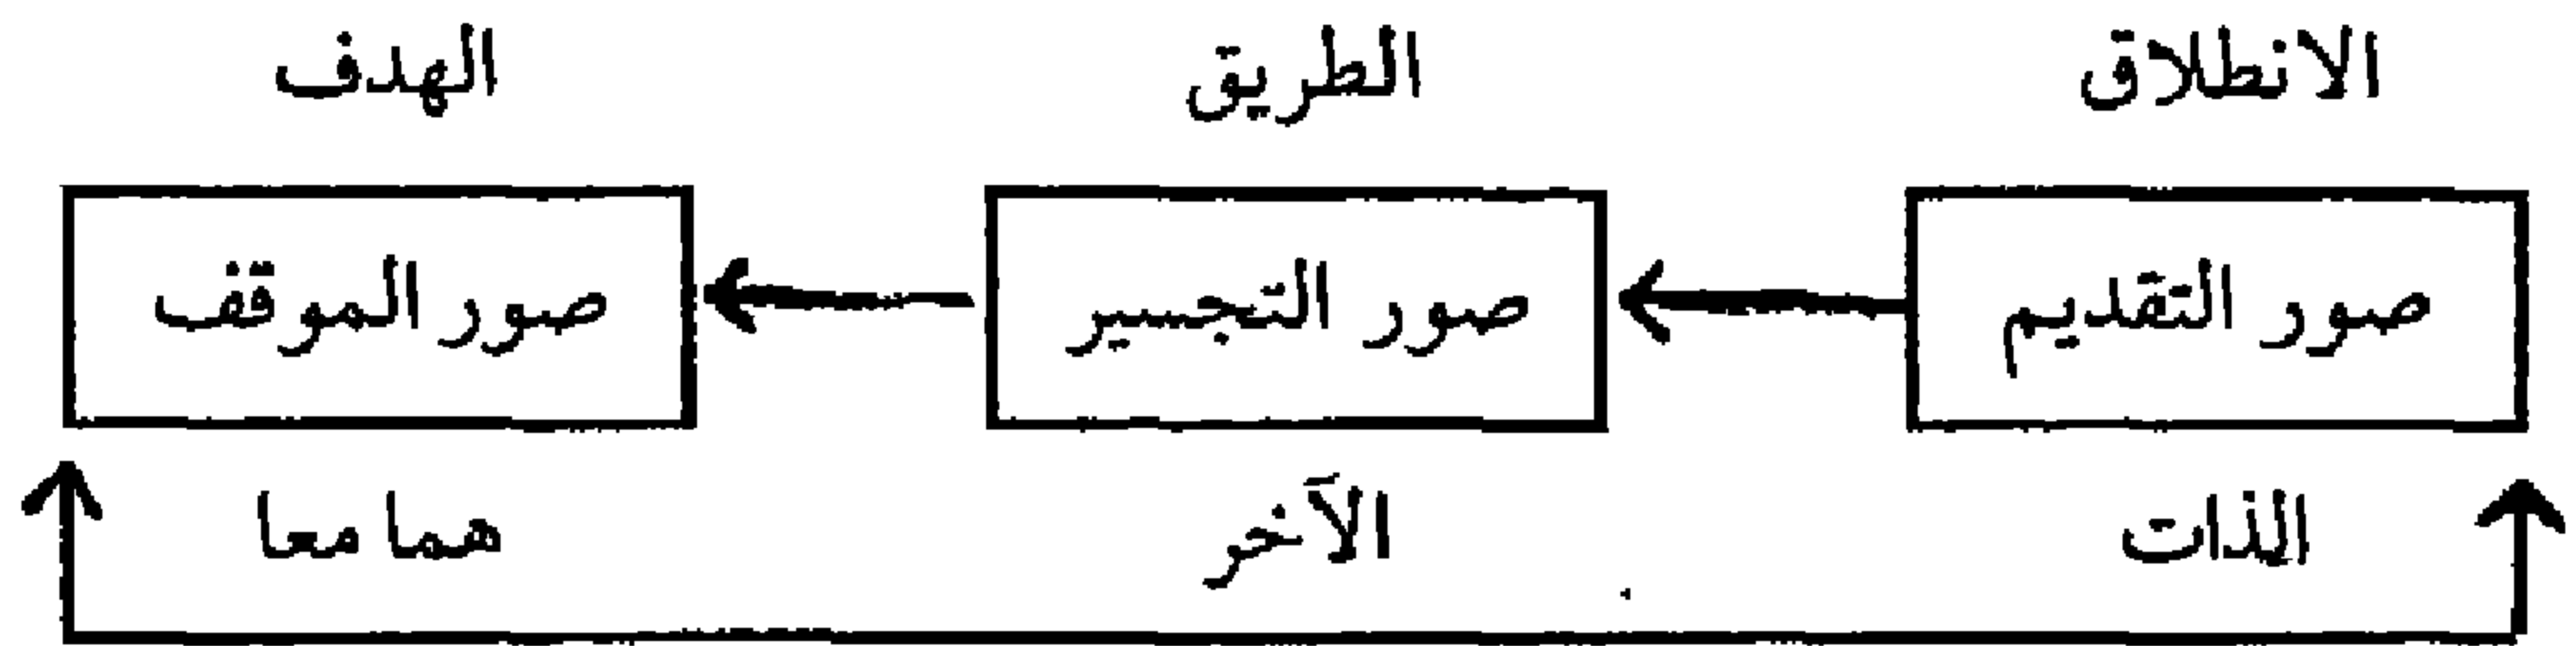 الانطلاق الطريق الهدف
صور التقديم صور التجسير صور الموقف
الذات الآخر هما معا